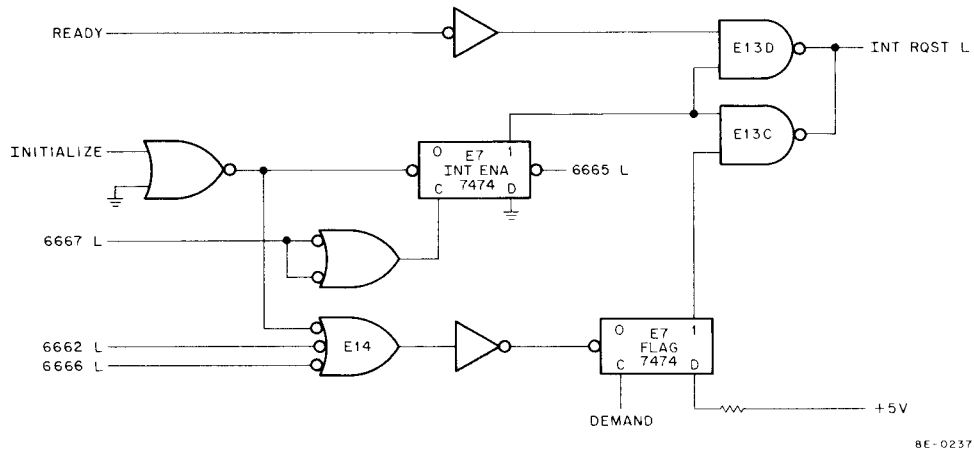 READY
E13D
INT RQST L
E13C
INITIALIZE
0 1
E7
INT ENA
7474
C D
6665 L
6667 L
6662 L
6666 L
E14
0 1
E7
FLAG
7474
C D
DEMAND
+5V
8E-0237